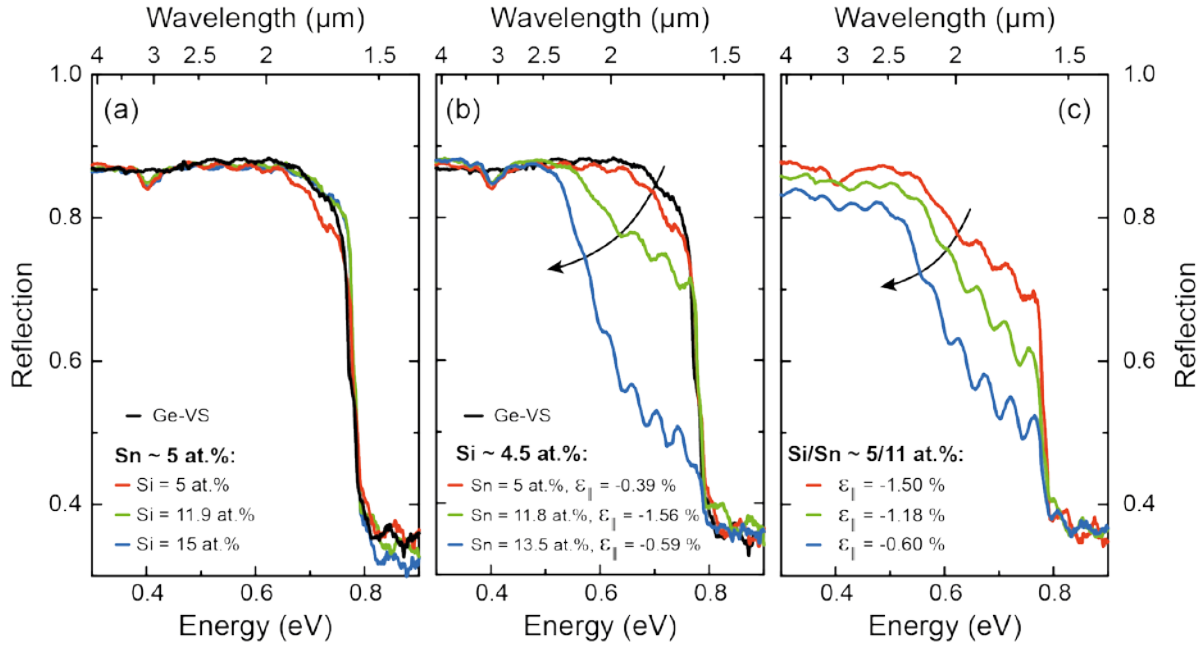 Wavelength (µm)
4 3 2.5 2 1.5
Wavelength (µm)
4 3 2.5 2 1.5
Wavelength (µm)
4 3 2.5 2 1.5
1.0
0.8
0.6
0.4
Reflection
(a)
Ge-VS
Sn ~ 5 at.%:
Si = 5 at.%
Si = 11.9 at.%
Si = 15 at.%
0.4 0.6 0.8
Energy (eV)
(b)
Ge-VS
Si ~ 4.5 at.%:
Sn = 5 at.%, ε∥ = -0.39 %
Sn = 11.8 at.%, ε∥ = -1.56 %
Sn = 13.5 at.%, ε∥ = -0.59 %
0.4 0.6 0.8
Energy (eV)
(c)
Si/Sn ~ 5/11 at.%:
ε∥ = -1.50 %
ε∥ = -1.18 %
ε∥ = -0.60 %
0.4 0.6 0.8
Energy (eV)
1.0
0.8
0.6
0.4
Reflection